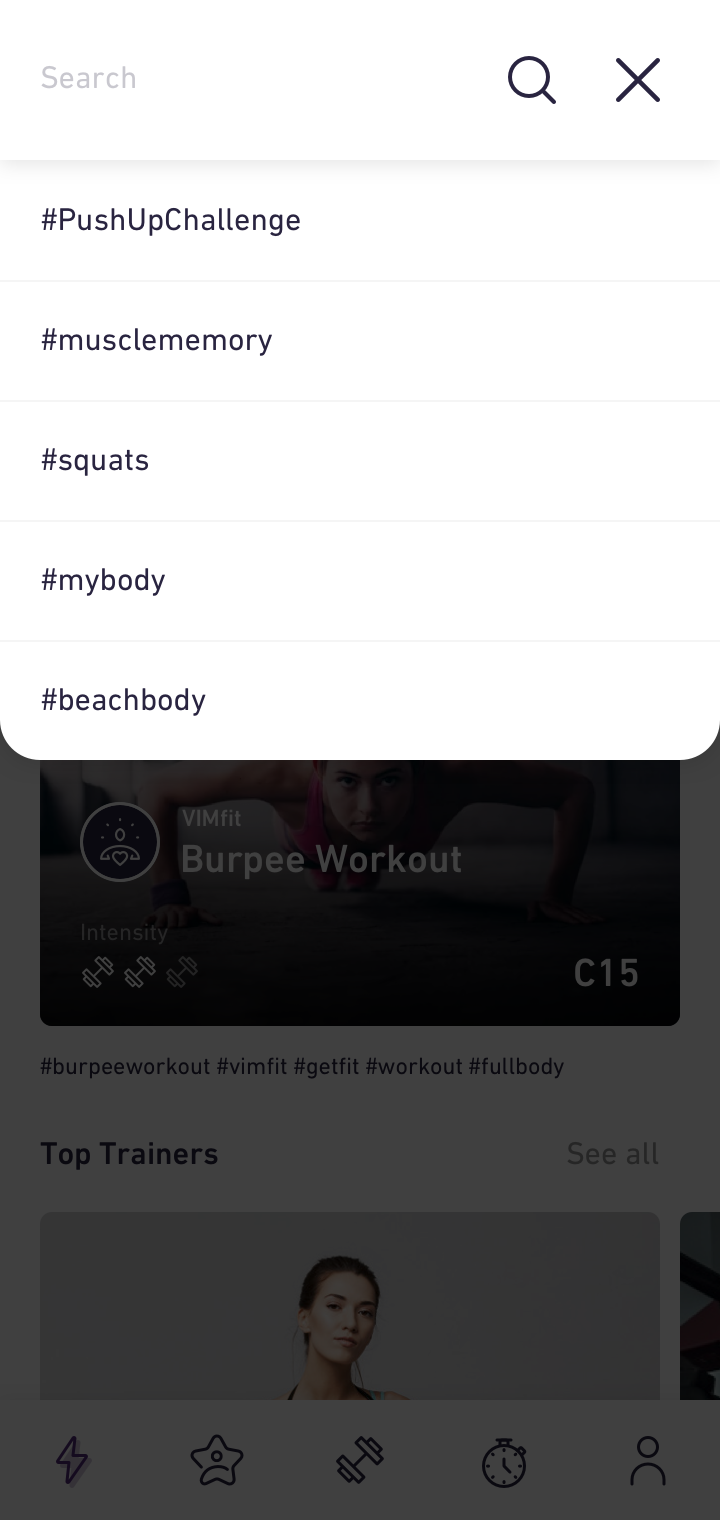 Search
#PushUpChallenge
#musclememory
#squats
#mybody
#beachbody
VIMfit
Burpee Workout
Intensity
C15
#burpeeworkout #vimfit #getfit #workout #fullbody
Top Trainers
See all